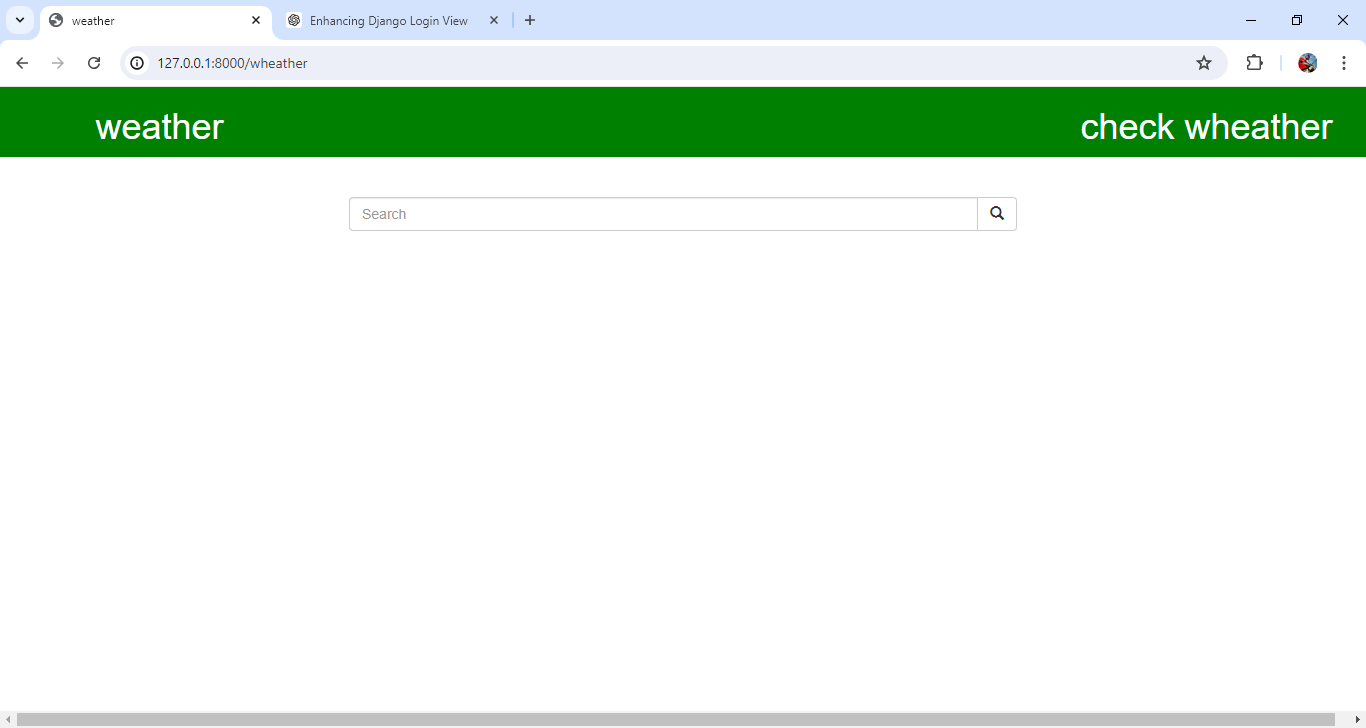 weather
Enhancing Django Login View
127.0.0.1:8000/wheather
weather
check wheather
Search